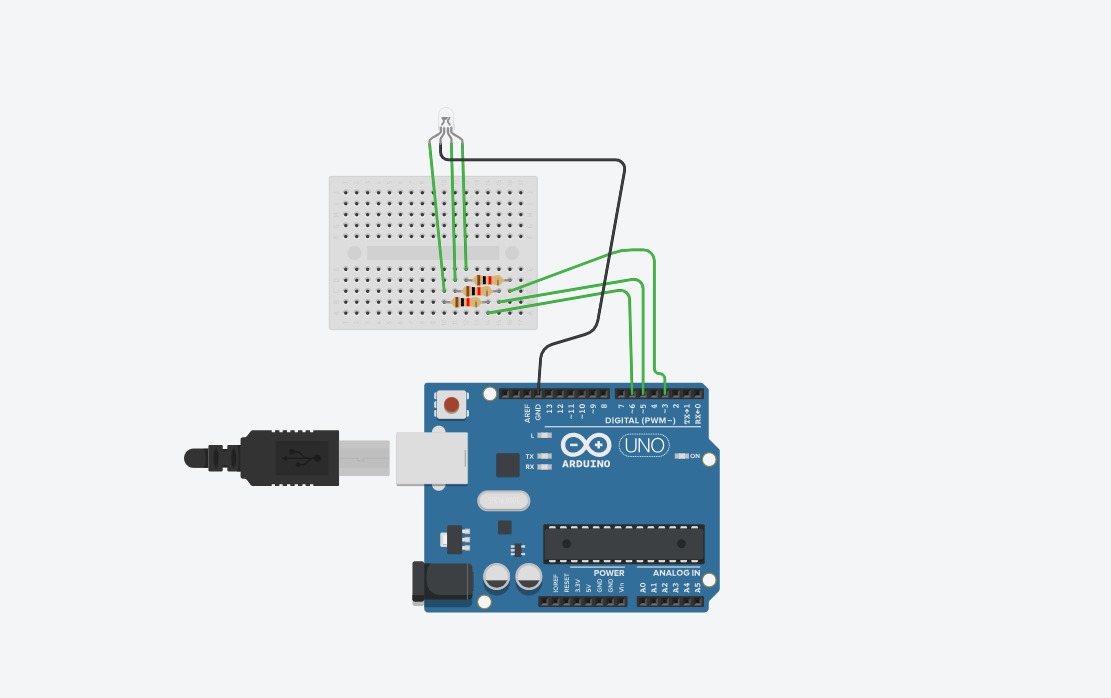 AREF
GND
13
12
~11
~10
~9
8
7
~6
~5
4
~3
2
TX→1
RX←0
DIGITAL (PWM~)
L
TX
RX
ARDUINO
UNO
ON
POWER
ANALOG IN
IOREF
RESET
3.3V
5V
GND
GND
Vin
A0
A1
A2
A3
A4
A5